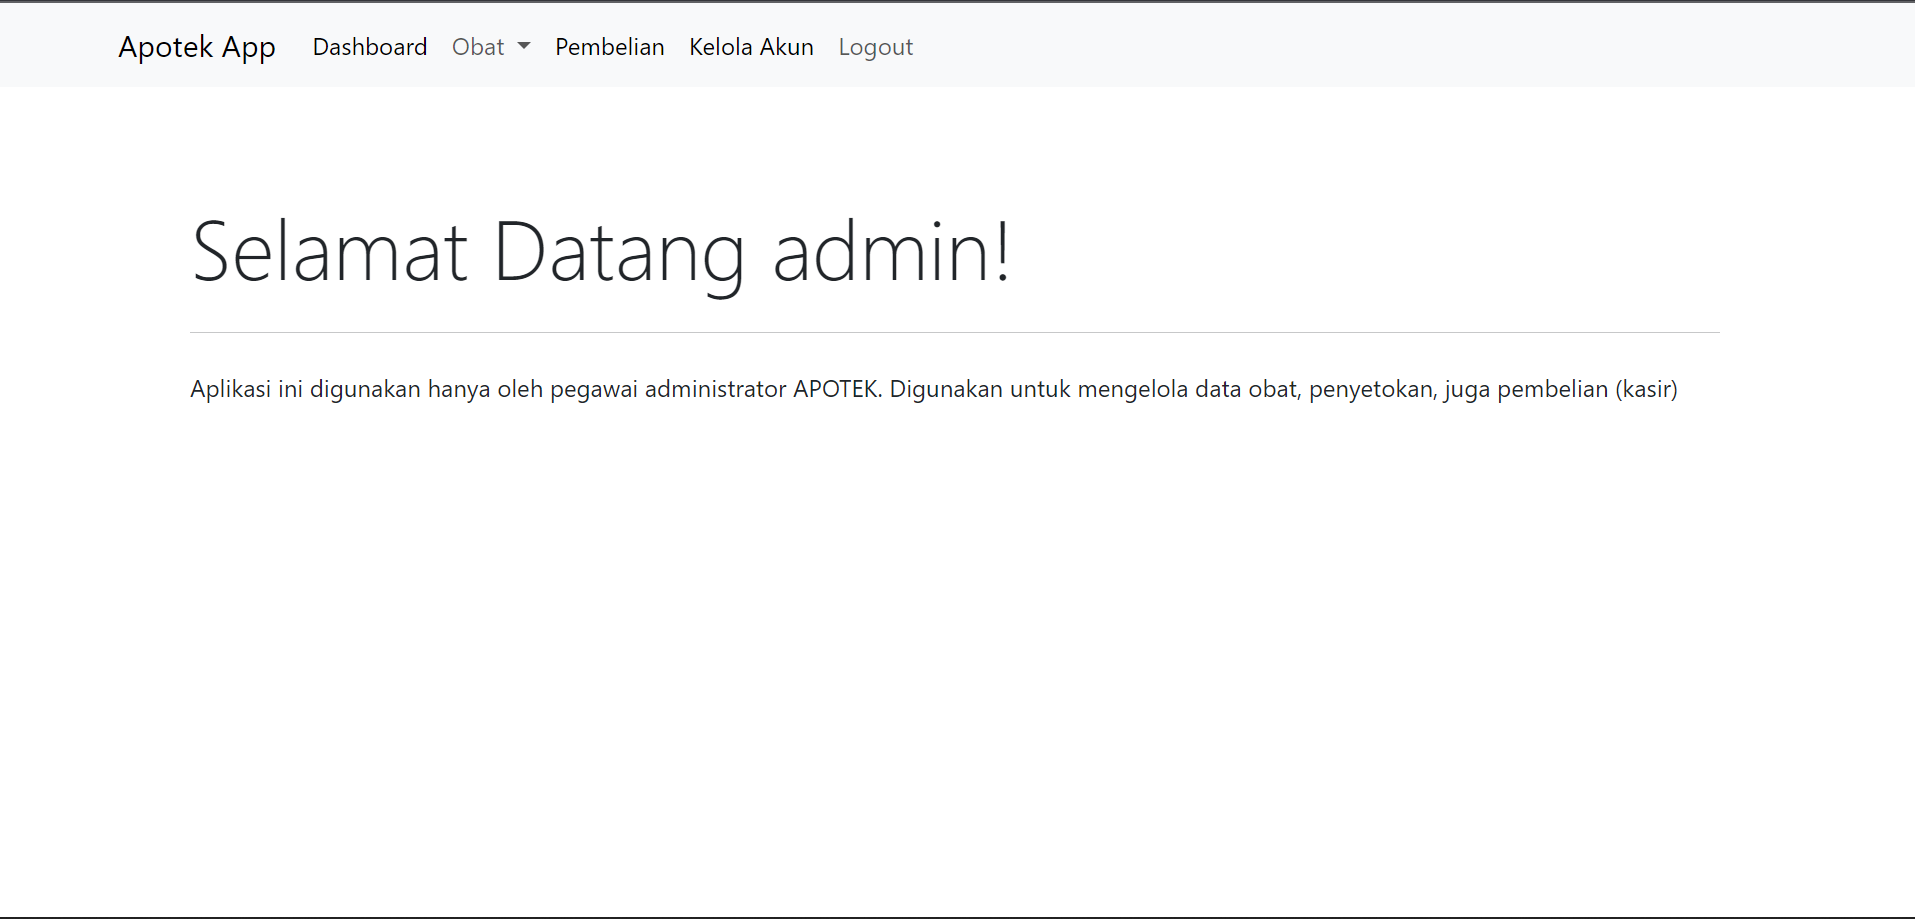 Apotek App Dashboard Obat Pembelian Kelola Akun Logout
Selamat Datang admin!
Aplikasi ini digunakan hanya oleh pegawai administrator APOTEK. Digunakan untuk mengelola data obat, penyetokan, juga pembelian (kasir)